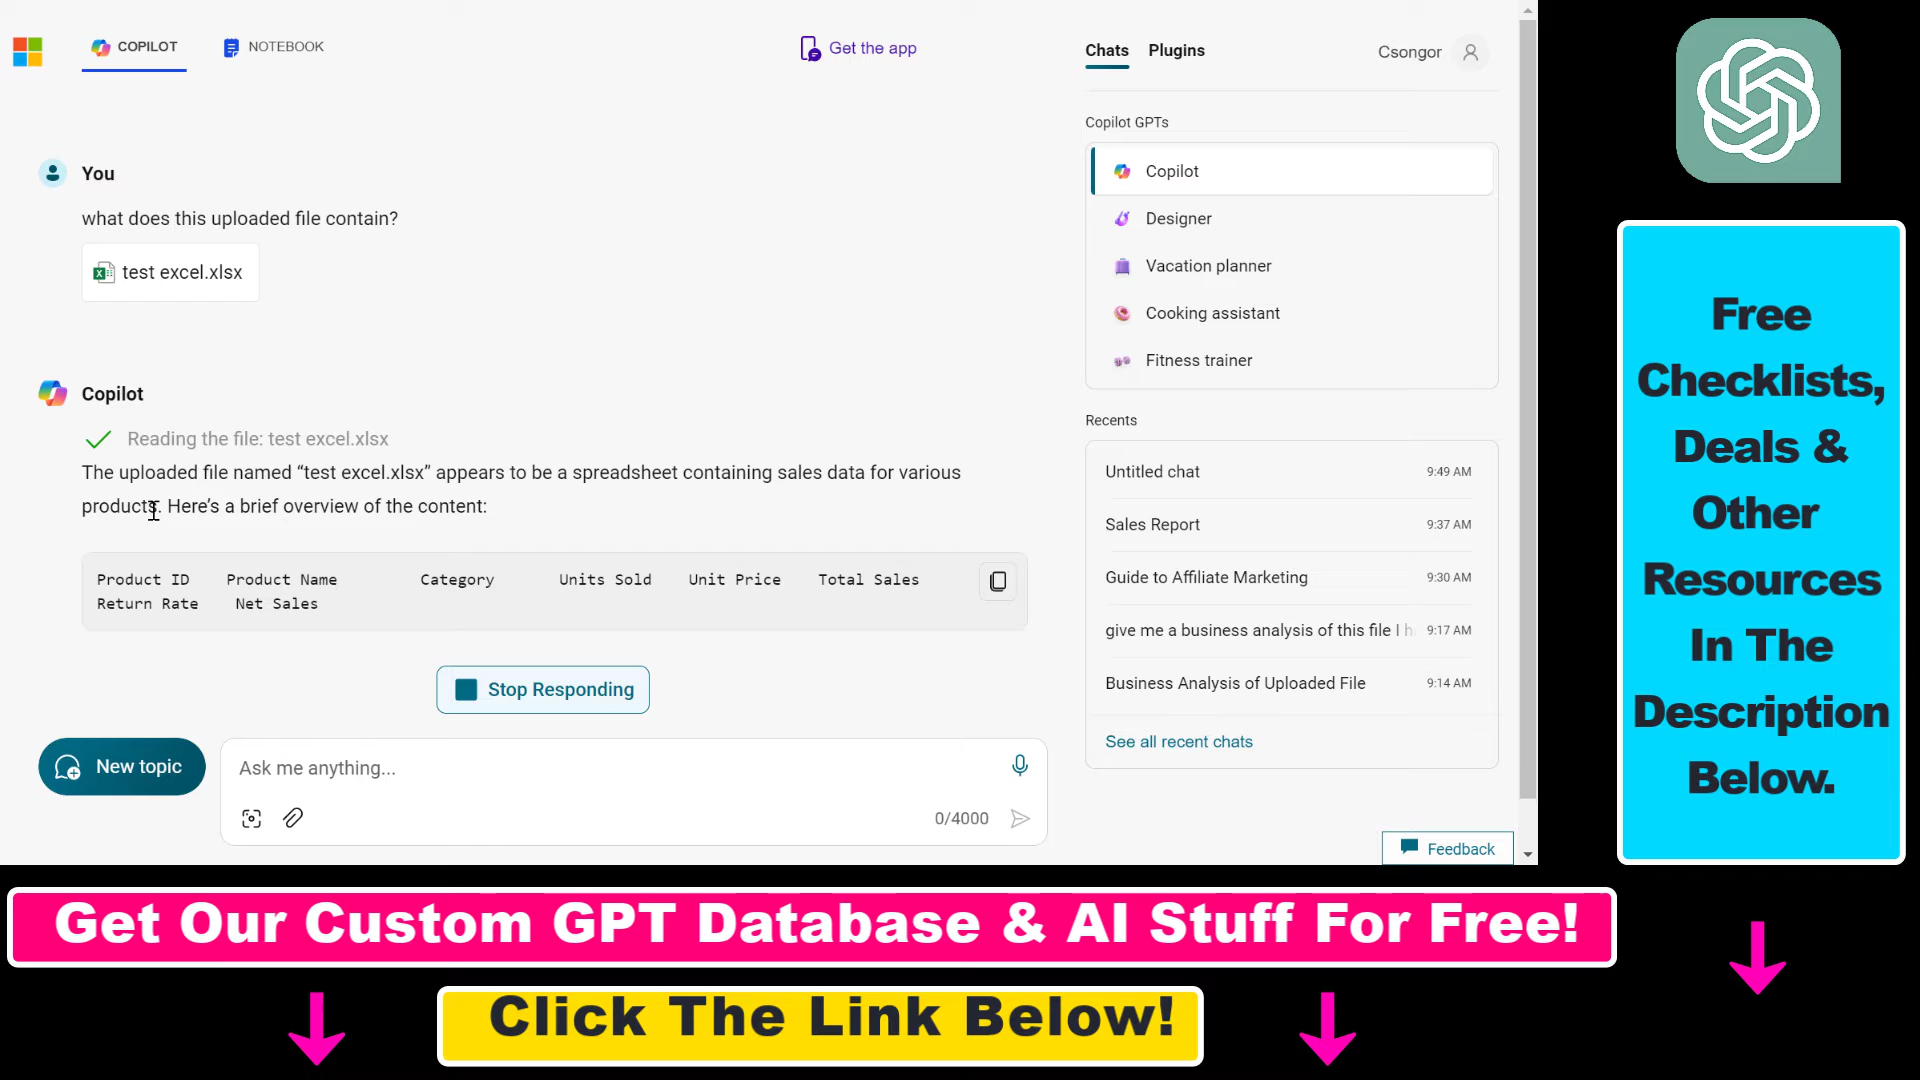 COPILOT
NOTEBOOK
Get the app
Chats
Plugins
Csongor
You
what does this uploaded file contain?
test excel.xlsx
Copilot
Reading the file: test excel.xlsx
The uploaded file named “test excel.xlsx” appears to be a spreadsheet containing sales data for various
products. Here’s a brief overview of the content:
Product ID Product Name Category Units Sold Unit Price Total Sales
Return Rate Net Sales
Stop Responding
New topic
Ask me anything...
0/4000
Copilot GPTs
Copilot
Designer
Vacation planner
Cooking assistant
Fitness trainer
Recents
Untitled chat 9:49 AM
Sales Report 9:37 AM
Guide to Affiliate Marketing 9:30 AM
give me a business analysis of this file I h 9:17 AM
Business Analysis of Uploaded File 9:14 AM
See all recent chats
Feedback
Free
Checklists,
Deals &
Other
Resources
In The
Description
Below.
Get Our Custom GPT Database & AI Stuff For Free!
Click The Link Below!